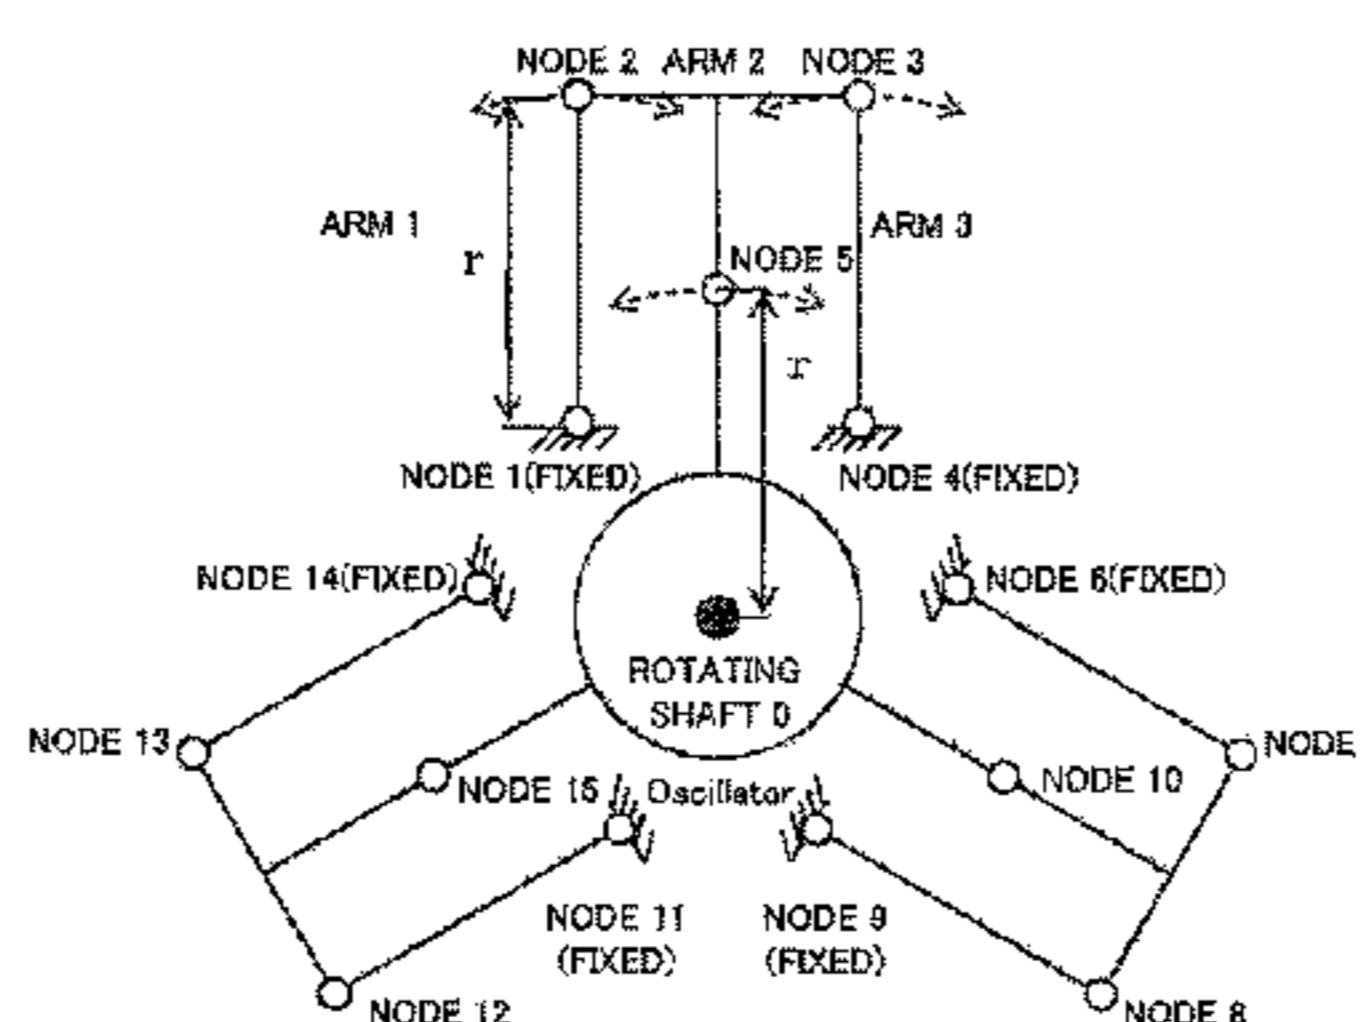 NODE 2 ARM 2 NODE 3
ARM 1
r
ARM 3
NODE 5
r
NODE 1(FIXED)
NODE 4(FIXED)
NODE 14(FIXED)
NODE 6(FIXED)
ROTATING
SHAFT 0
NODE 13
NODE
NODE 15
Oscillator
NODE 10
NODE 11
(FIXED)
NODE 9
(FIXED)
NODE 12
NODE 8